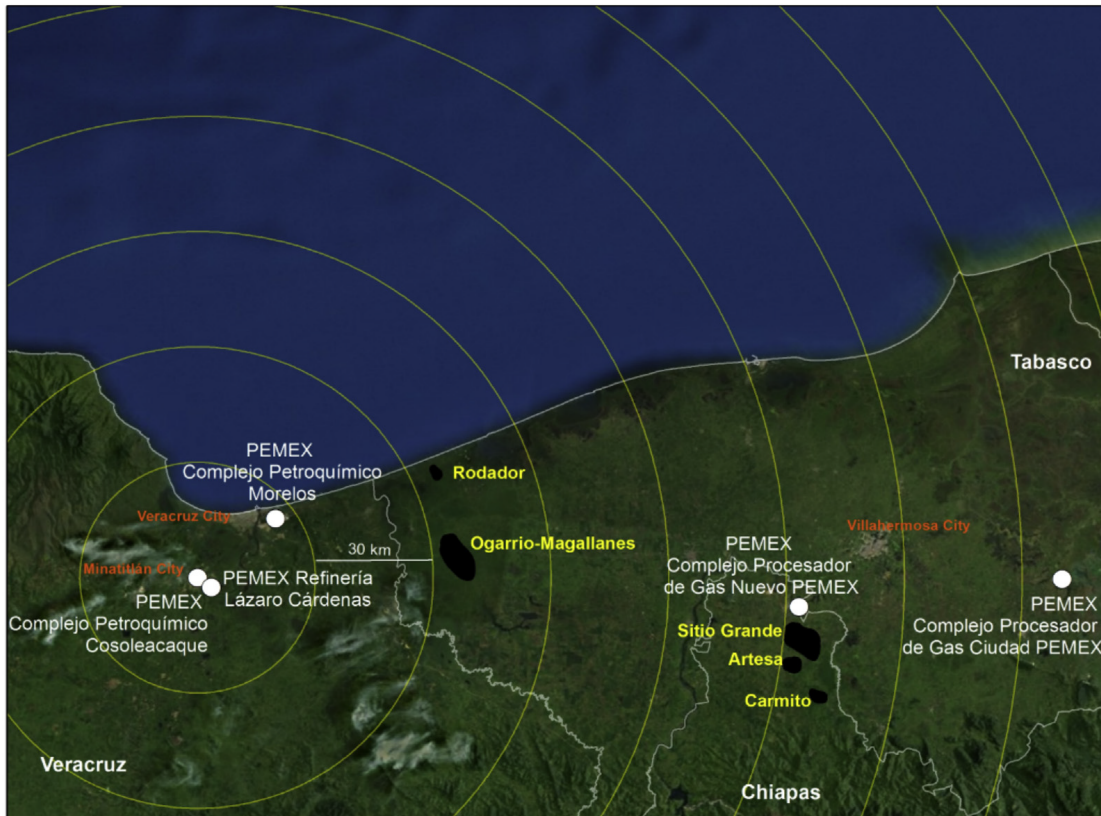 Tabasco
PEMEX
Complejo Petroquímico
Morelos
Rodador
Veracruz City
Villabermosa City
Ogarrio-Magallanes
30 km
PEMEX
Complejo Procesador
de Gas Nuevo PEMEX
Minatitlán City
PEMEX Refinería
Lázaro Cárdenas
PEMEX
Complejo Petroquímico
Cosoleacaque
PEMEX
Complejo Procesador
de Gas Ciudad PEMEX
Sitio Grande
Artesa
Carmito
Veracruz
Chiapas